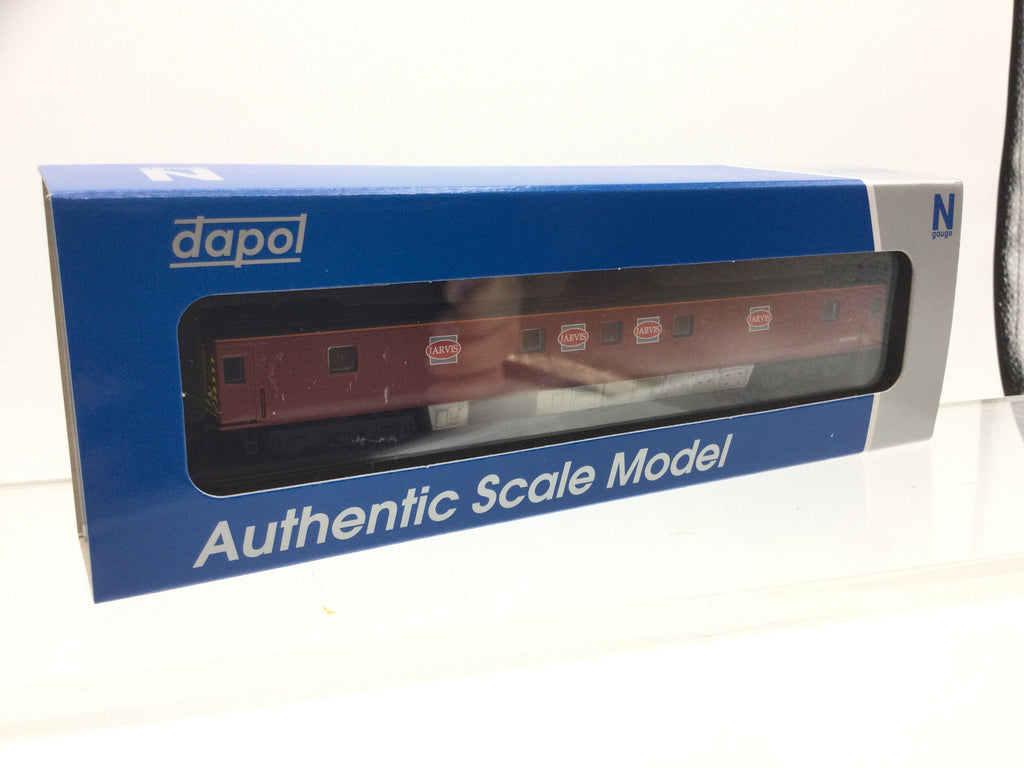 N
dapol
N
gauge
JARVIS
JARVIS
JARVIS
JARVIS
Authentic Scale Model